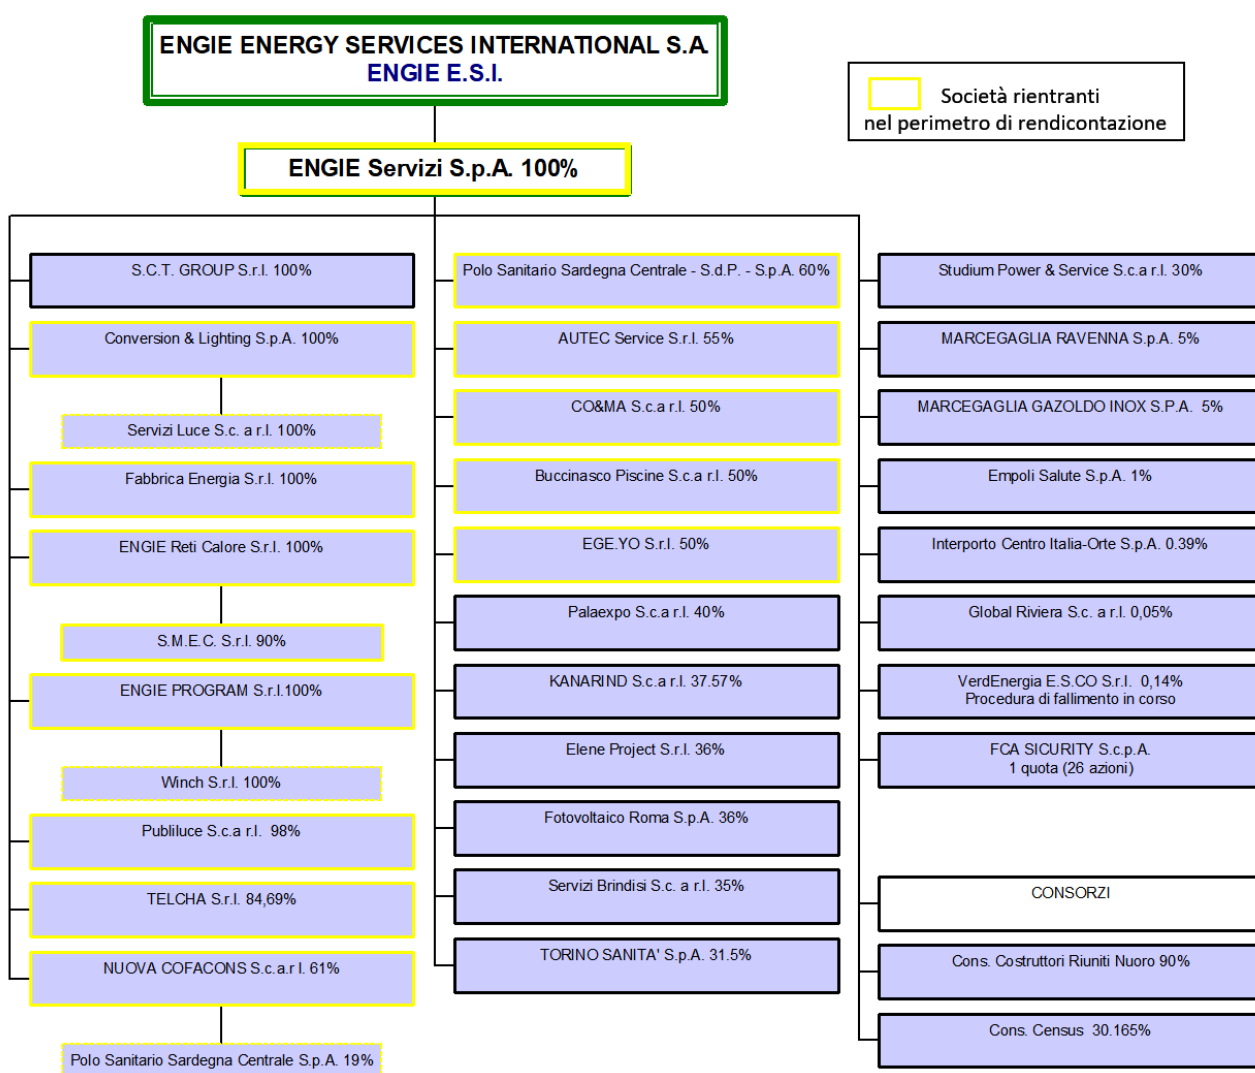 ENGIE ENERGY SERVICES INTERNATIONAL S.A.
ENGIE E.S.I.
Società rientranti
nel perimetro di rendicontazione
ENGIE Servizi S.p.A. 100%
S.C.T. GROUP S.r.l. 100%
Conversion & Lighting S.p.A. 100%
Servizi Luce S.c. a r.l. 100%
Fabbrica Energia S.r.l. 100%
ENGIE Reti Calore S.r.l. 100%
S.M.E.C. S.r.l. 90%
ENGIE PROGRAM S.r.l.100%
Winch S.r.l. 100%
Publiluce S.c.a r.l. 98%
TELCHA S.r.l. 84,69%
NUOVA COFACONS S.c.a.r l. 61%
Polo Sanitario Sardegna Centrale S.p.A. 19%
Polo Sanitario Sardegna Centrale - S.d.P. - S.p.A. 60%
AUTEC Service S.r.l. 55%
CO&MA S.c.a r.l. 50%
Buccinasco Piscine S.c.a r.l. 50%
EGE.YO S.r.l. 50%
Palaexpo S.c.a r.l. 40%
KANARIND S.c.a r.l. 37.57%
Elene Project S.r.l. 36%
Fotovoltaico Roma S.p.A. 36%
Servizi Brindisi S.c. a r.l. 35%
TORINO SANITA' S.p.A. 31.5%
Studium Power & Service S.c.a r.l. 30%
MARCEGAGLIA RAVENNA S.p.A. 5%
MARCEGAGLIA GAZOLDO INOX S.P.A. 5%
Empoli Salute S.p.A. 1%
Interporto Centro Italia-Orte S.p.A. 0.39%
Global Riviera S.c. a r.l. 0,05%
VerdEnergia E.S.CO S.r.l. 0,14%
Procedura di fallimento in corso
FCA SICURITY S.c.p.A.
1 quota (26 azioni)
CONSORZI
Cons. Costruttori Riuniti Nuoro 90%
Cons. Census 30.165%